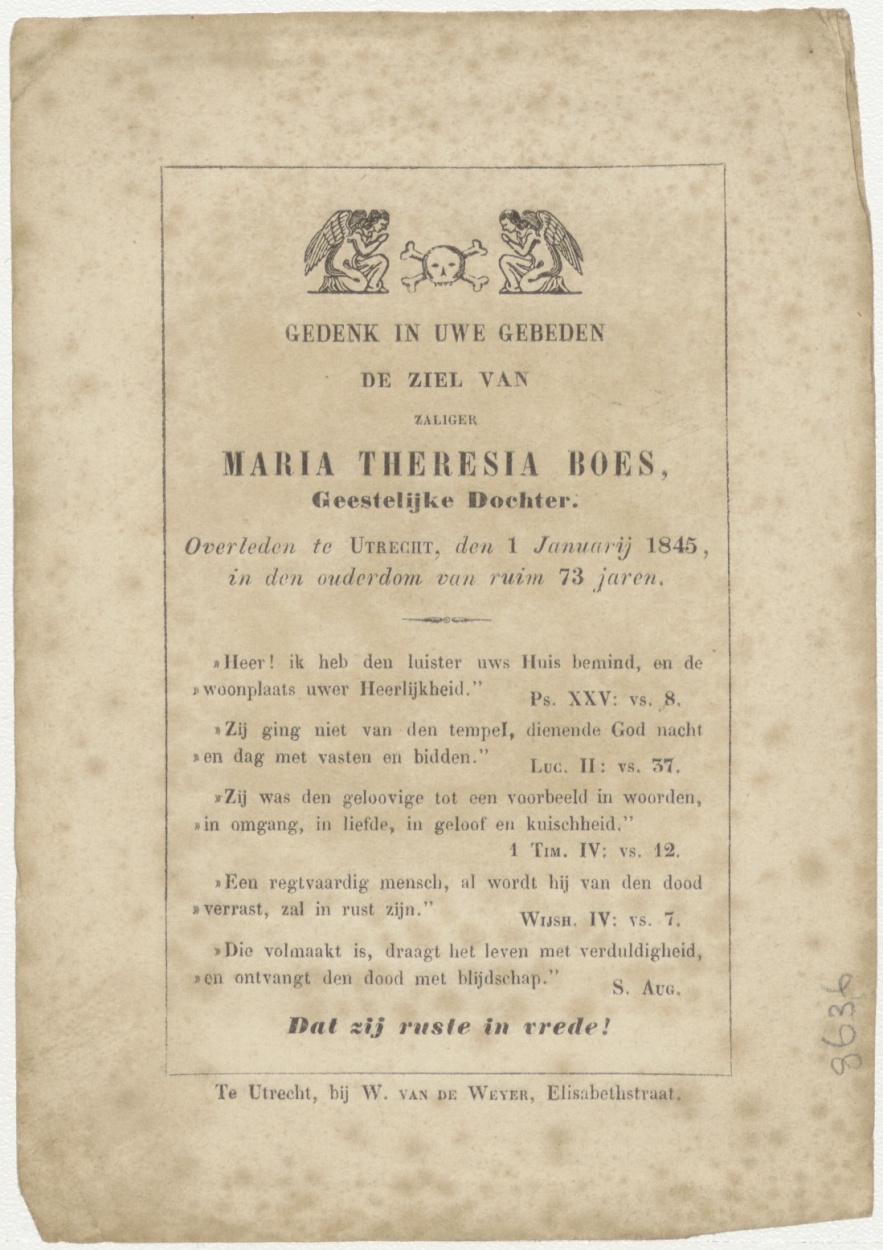 GEDENK IN UWE GEBEDEN
DE ZIEL VAN
ZALIGER
MARIA THERESIA BOES,
Geestelijke Dochter.
Overleden te UTRECHT, den 1 Januarij 1845,
in den ouderdom van ruim 73 jaren.
»Heer! ik heb den luister uws Huis bemind, en de
»woonplaats uwer Heerlijkheid.” Ps. XXV: vs. 8.
»Zij ging niet van den tempel, dienende God nacht
»en dag met vasten en bidden.” LUC. II: vs. 37.
»Zij was den geloovige tot een voorbeeld in woorden,
»in omgang, in liefde, in geloof en kuischheid.”
1 TIM. IV: vs. 12.
»Een regtvaardig mensch, al wordt hij van den dood
»verrast, zal in rust zijn.” WIJSH. IV: vs. 7.
»Die volmaakt is, draagt het leven met verduldigheid,
»en ontvangt den dood met blijdschap.” S. AUG.
Dat zij ruste in vrede!
Te Utrecht, bij W. VAN DE WEYER, Elisabethstraat.
8636